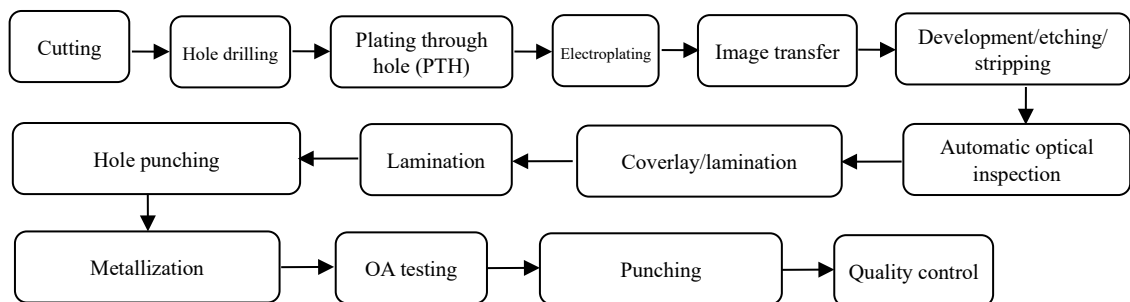 Cutting
Hole drilling
Plating through
hole (PTH)
Electroplating
Image transfer
Development/etching/
stripping
Hole punching
Lamination
Coverlay/lamination
Automatic optical
inspection
Metallization
OA testing
Punching
Quality control